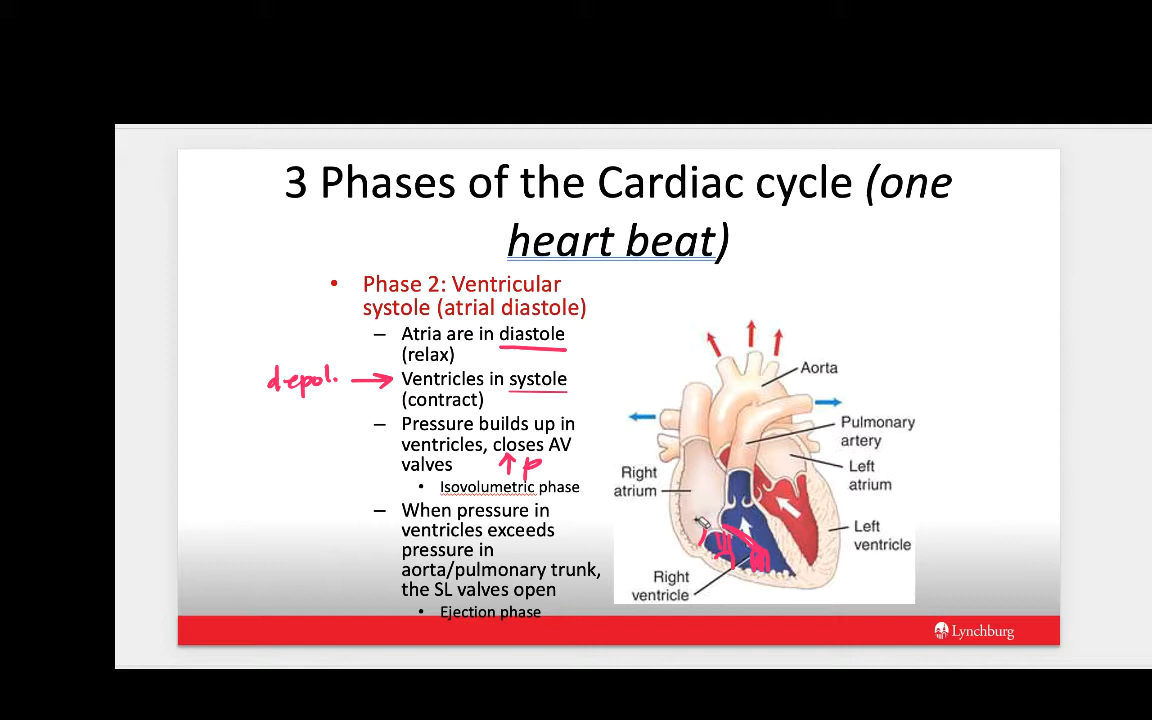 3 Phases of the Cardiac cycle (one
heart beat)
• Phase 2: Ventricular
systole (atrial diastole)
– Atria are in diastole
(relax)
depol. → – Ventricles in systole
(contract)
– Pressure builds up in
ventricles, closes AV
valves
↑ P
• Isovolumetric phase
– When pressure in
ventricles exceeds
pressure in
aorta/pulmonary trunk,
the SL valves open
• Ejection phase
Aorta
Pulmonary
artery
Left
atrium
Right
atrium
Left
ventricle
Right
ventricle
Lynchburg